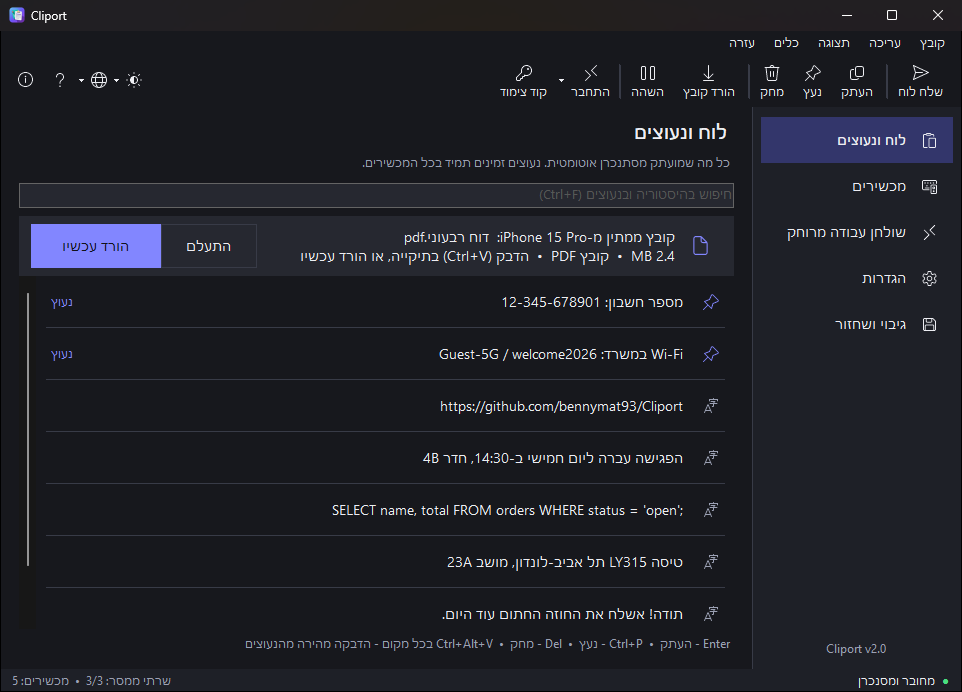 Cliport
קובץ עריכה תצוגה כלים עזרה
שלח לוח
העתק
נעץ
מחק
הורד קובץ
השהה
התחבר
קוד צימוד
לוח ונעוצים
מכשירים
שולחן עבודה מרוחק
הגדרות
גיבוי ושחזור
Cliport v2.0
לוח ונעוצים
כל מה שמועתק מסתנכרן אוטומטית. נעוצים זמינים תמיד בכל המכשירים.
חיפוש בהיסטוריה ובנעוצים (Ctrl+F)
קובץ ממתין מ-iPhone 15 Pro: דוח רבעוני.pdf
2.4 MB • קובץ PDF • הדבק (Ctrl+V) בתיקייה, או הורד עכשיו
התעלם
הורד עכשיו
מספר חשבון: 12-345-678901 נעוץ
Wi-Fi במשרד: Guest-5G / welcome2026 נעוץ
https://github.com/bennymat93/Cliport
הפגישה עברה ליום חמישי ב-14:30, חדר 4B
SELECT name, total FROM orders WHERE status = 'open';
טיסה LY315 תל אביב-לונדון, מושב 23A
תודה! אשלח את החוזה החתום עוד היום.
Enter - העתק • Ctrl+P - נעץ • Del - מחק • Ctrl+Alt+V בכל מקום - הדבקה מהירה מהנעוצים
מחובר ומסנכרן
שרתי ממסר: 3/3 • מכשירים: 5